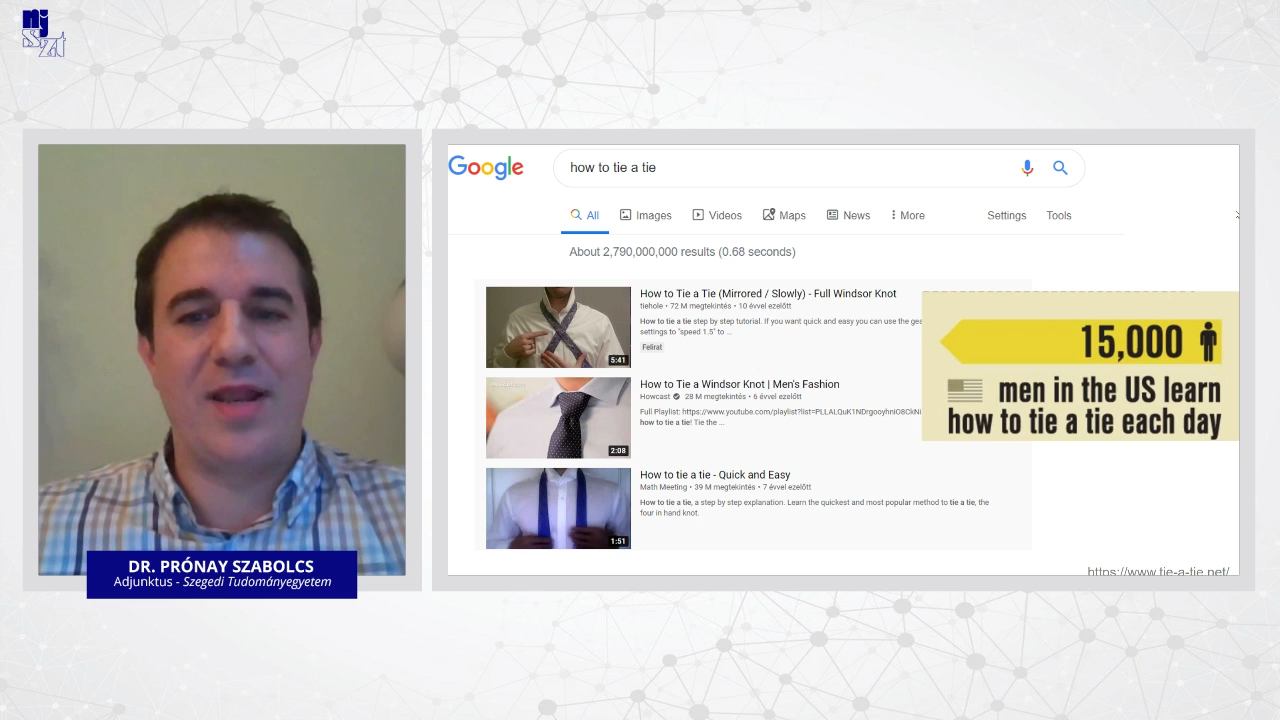 nj
szt
DR. PRÓNAY SZABOLCS
Adjunktus - Szegedi Tudományegyetem
Google
how to tie a tie
All Images Videos Maps News More Settings Tools
About 2,790,000,000 results (0.68 seconds)
5:41
How to Tie a Tie (Mirrored / Slowly) - Full Windsor Knot
tiehole • 72 M megtekintés • 10 évvel ezelőtt
How to tie a tie step by step tutorial. If you want quick and easy you can use the
settings to "speed 1.5" to ...
Felirat
2:08
How to Tie a Windsor Knot | Men's Fashion
Howcast 28 M megtekintés • 6 évvel ezelőtt
Full Playlist:
how to tie a tie! Tie the ...
1:51
How to tie a tie - Quick and Easy
Math Meeting • 39 M megtekintés • 7 évvel ezelőtt
How to tie a tie, a step by step explanation. Learn the quickest and most popular method to tie a tie, the
four in hand knot.
15,000
men in the US learn
how to tie a tie each day
https://www.tie-a-tie.net/